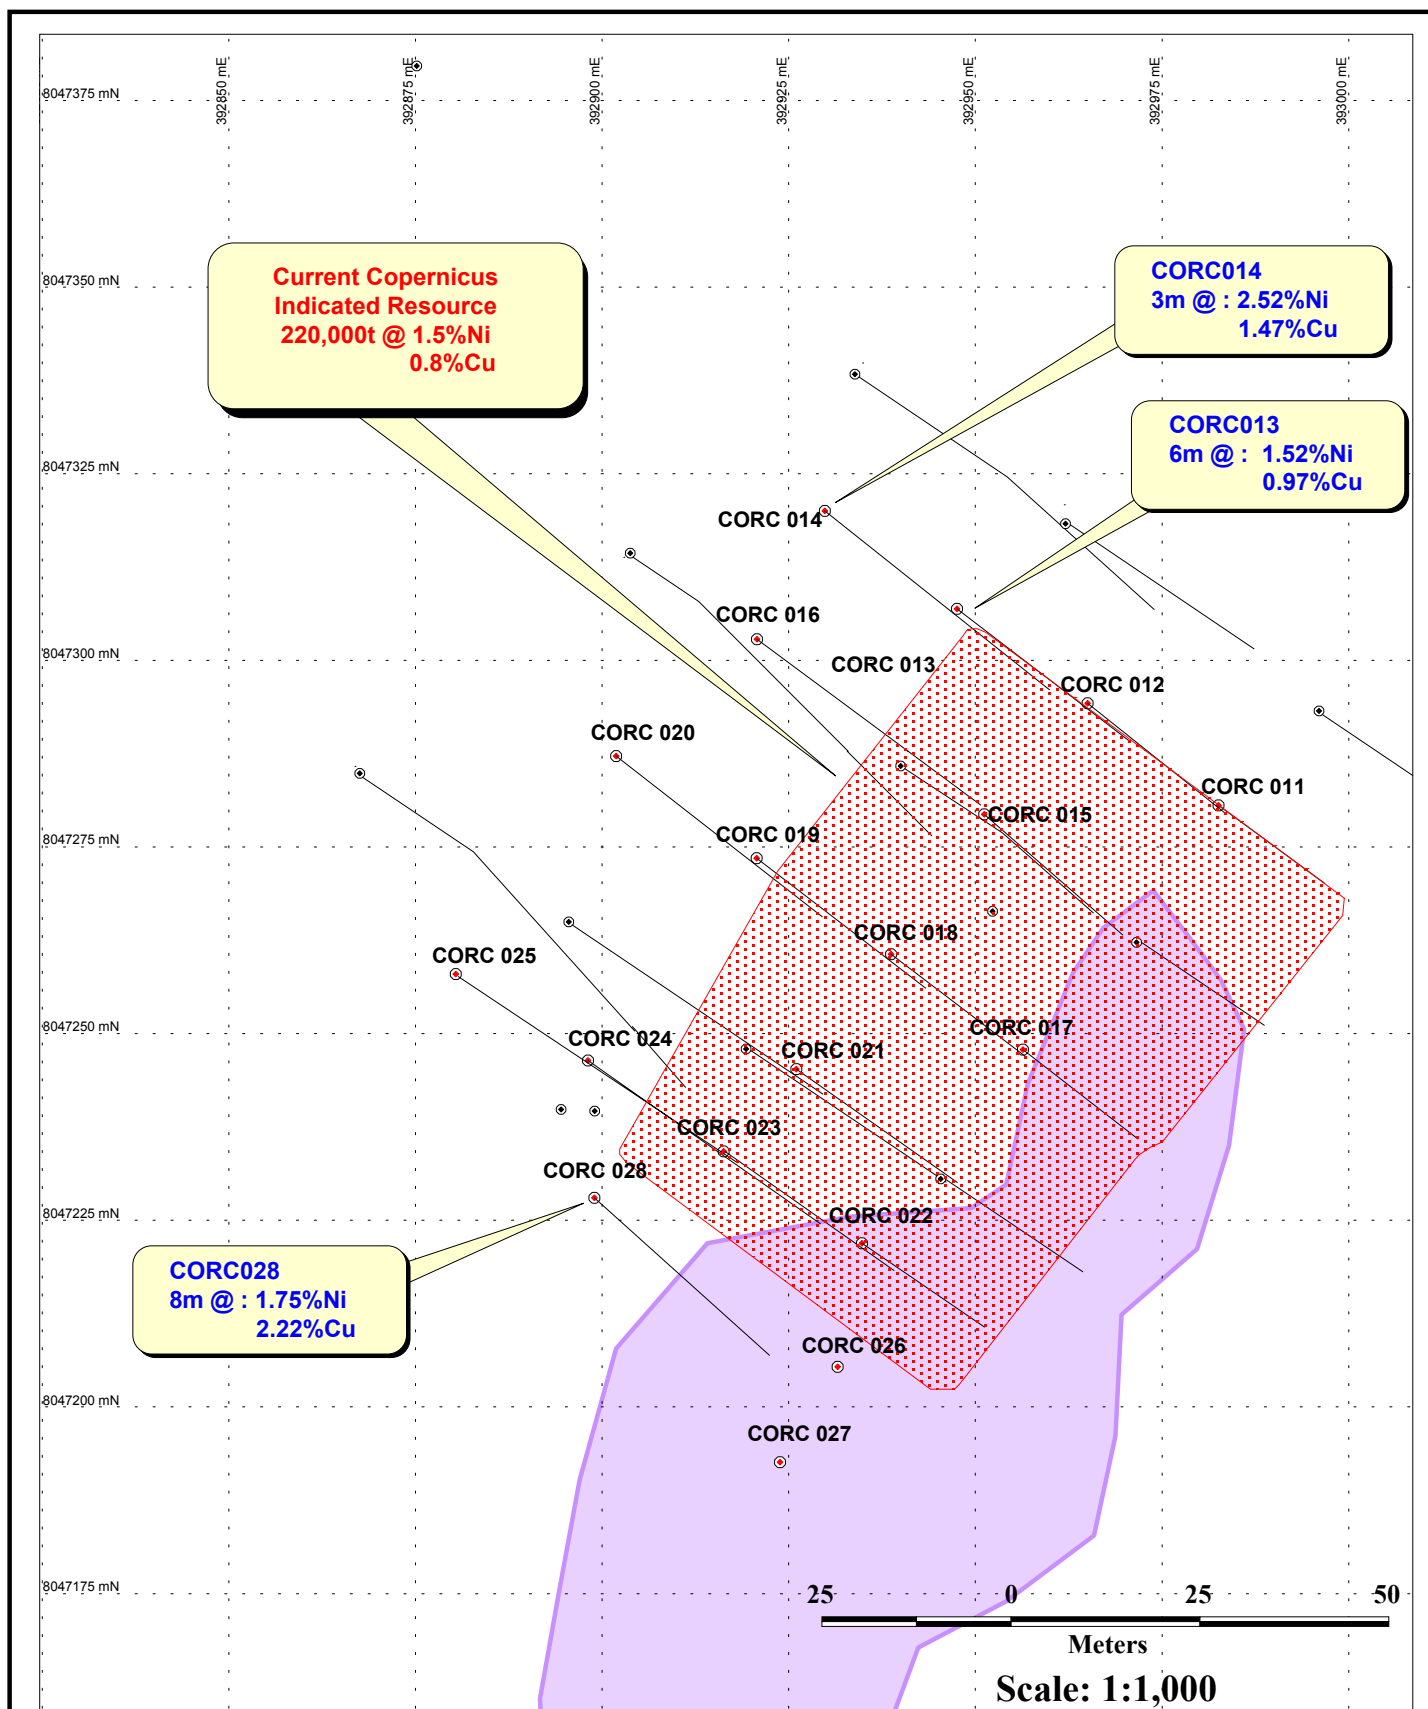 392850 mE
392875 mE
392900 mE
392925 mE
392950 mE
392975 mE
393000 mE
8047375 mN
8047350 mN
8047325 mN
8047300 mN
8047275 mN
8047250 mN
8047225 mN
8047200 mN
8047175 mN
Current Copernicus
Indicated Resource
220,000t @ 1.5%Ni
0.8%Cu
CORC014
3m @ : 2.52%Ni
1.47%Cu
CORC013
6m @ : 1.52%Ni
0.97%Cu
CORC 014
CORC 016
CORC 013
CORC 012
CORC 020
CORC 011
CORC 015
CORC 019
CORC 018
CORC 025
CORC 017
CORC 024
CORC 021
CORC 023
CORC 028
CORC 022
CORC028
8m @ : 1.75%Ni
2.22%Cu
CORC 026
CORC 027
25 0 25 50
Meters
Scale: 1:1,000